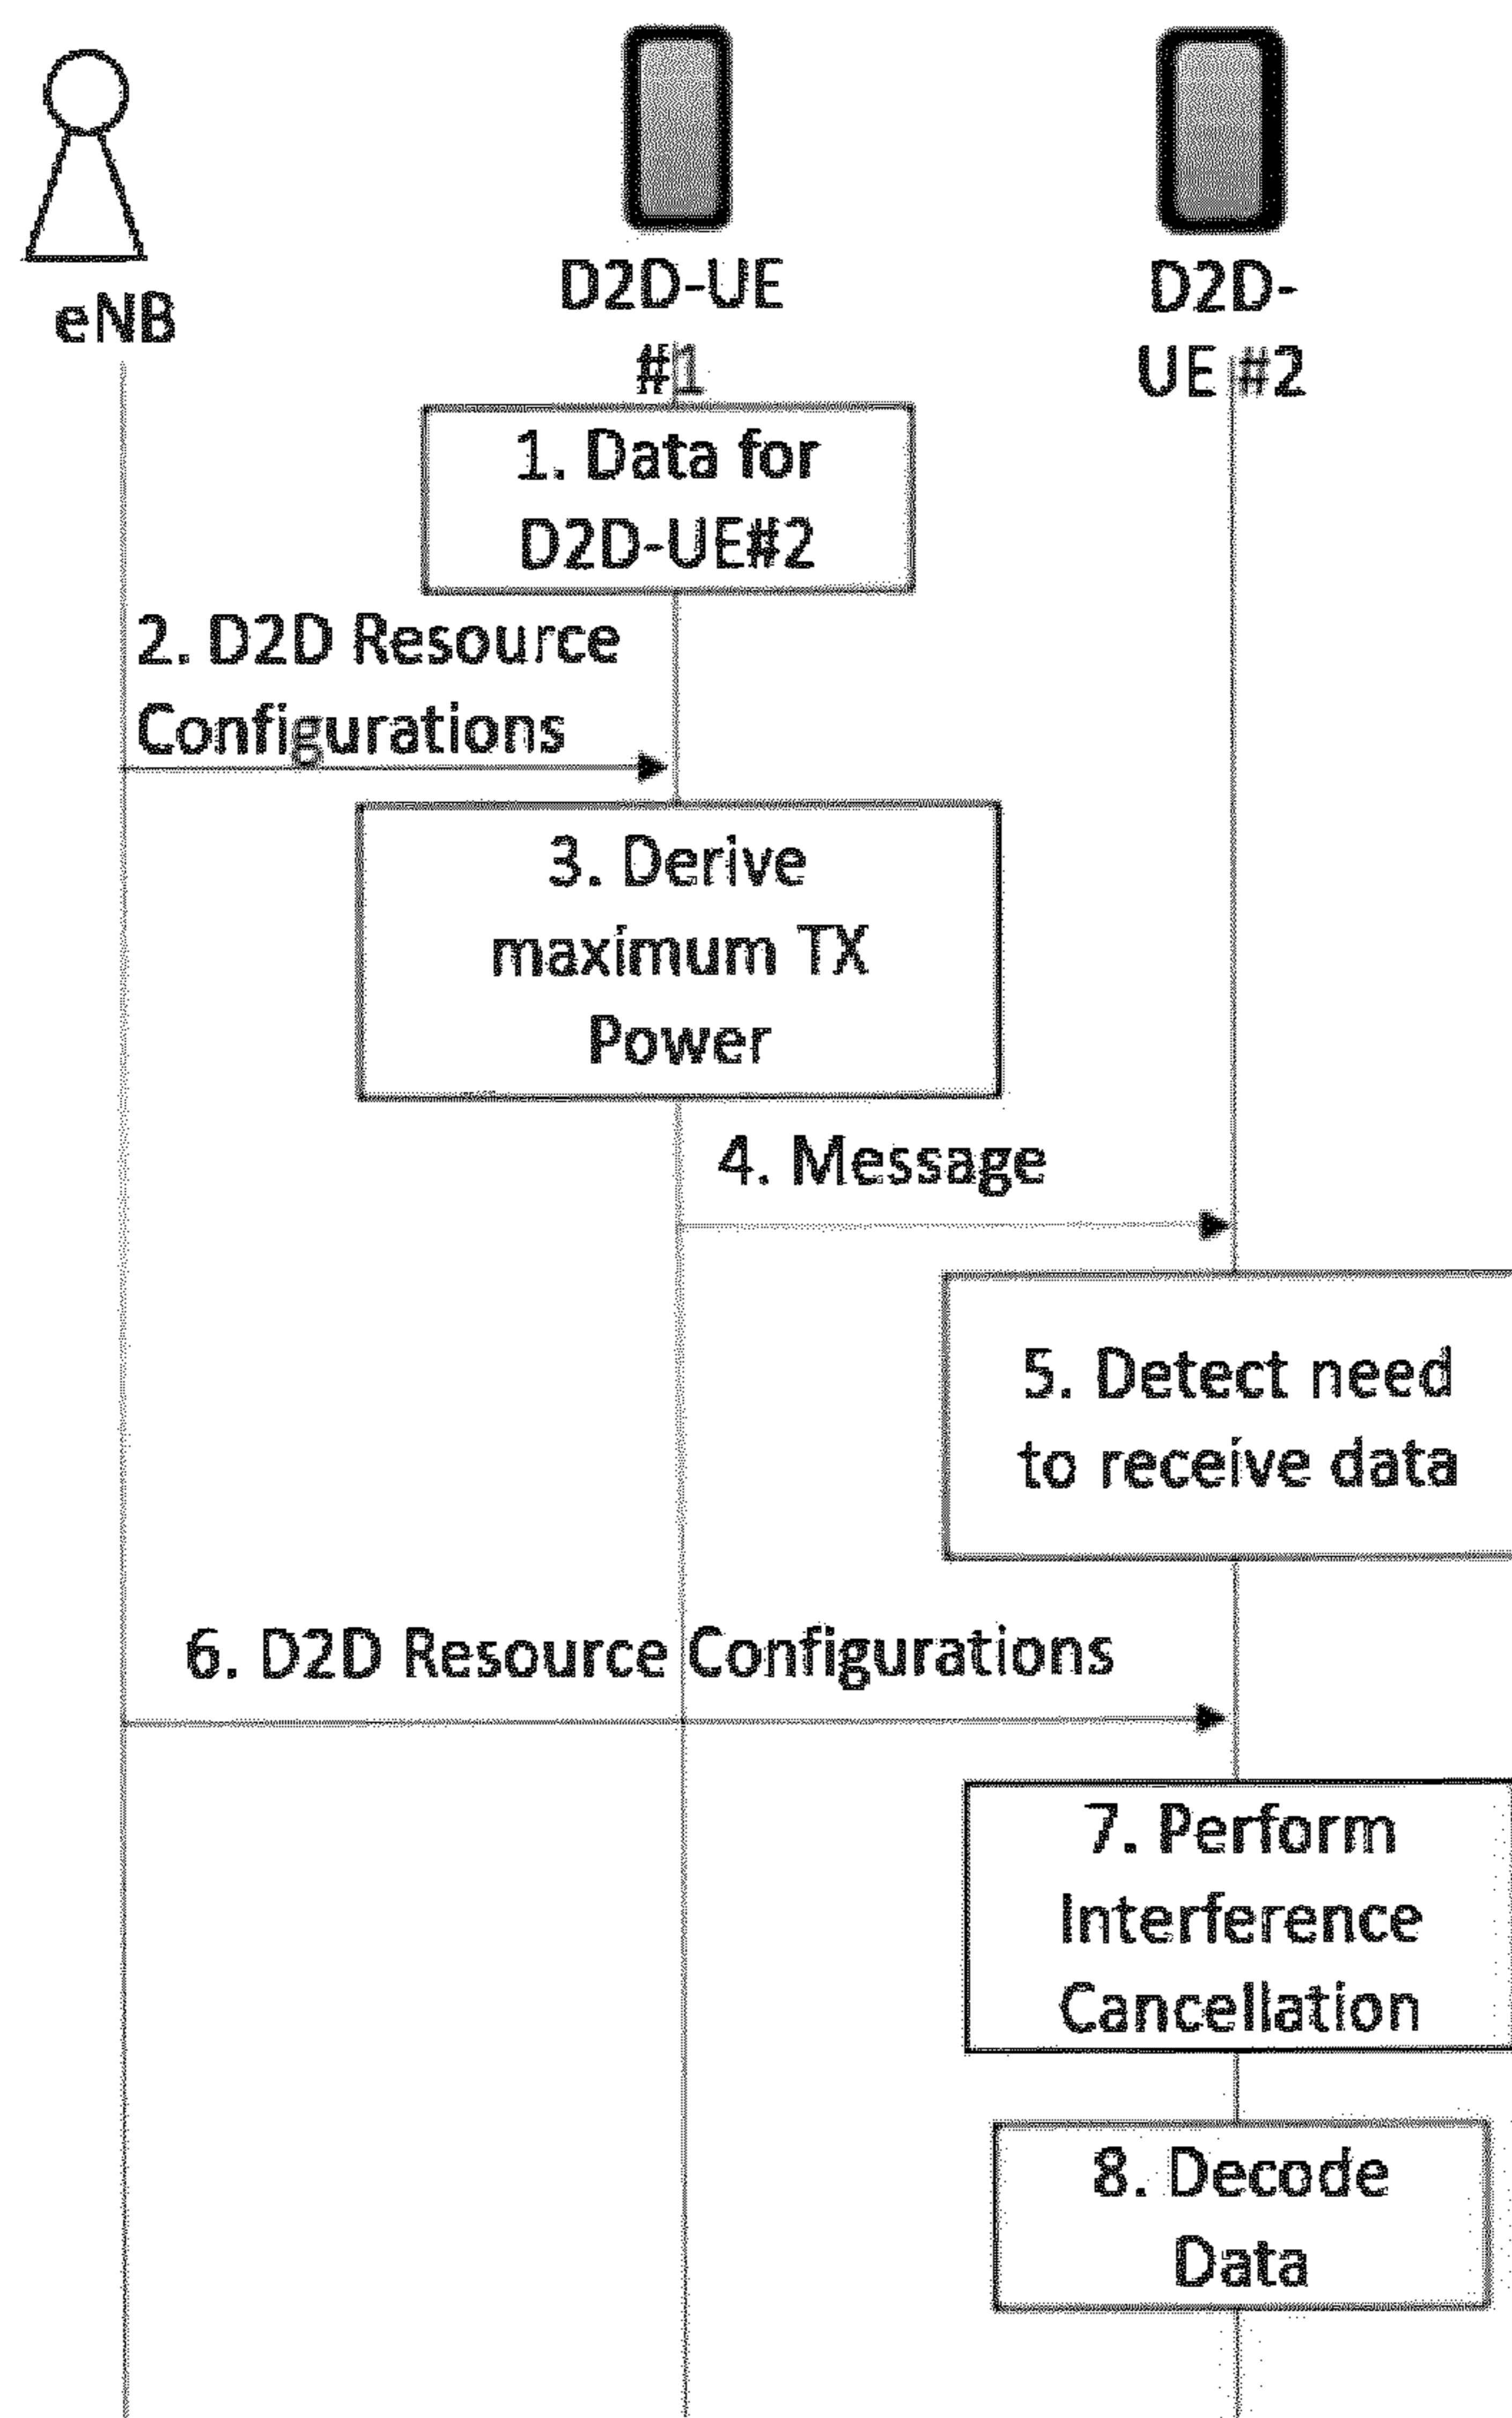 eNB
D2D-UE
#1
D2D-
UE #2
1. Data for
D2D-UE#2
2. D2D Resource
Configurations
3. Derive
maximum TX
Power
4. Message
5. Detect need
to receive data
6. D2D Resource Configurations
7. Perform
Interference
Cancellation
8. Decode
Data